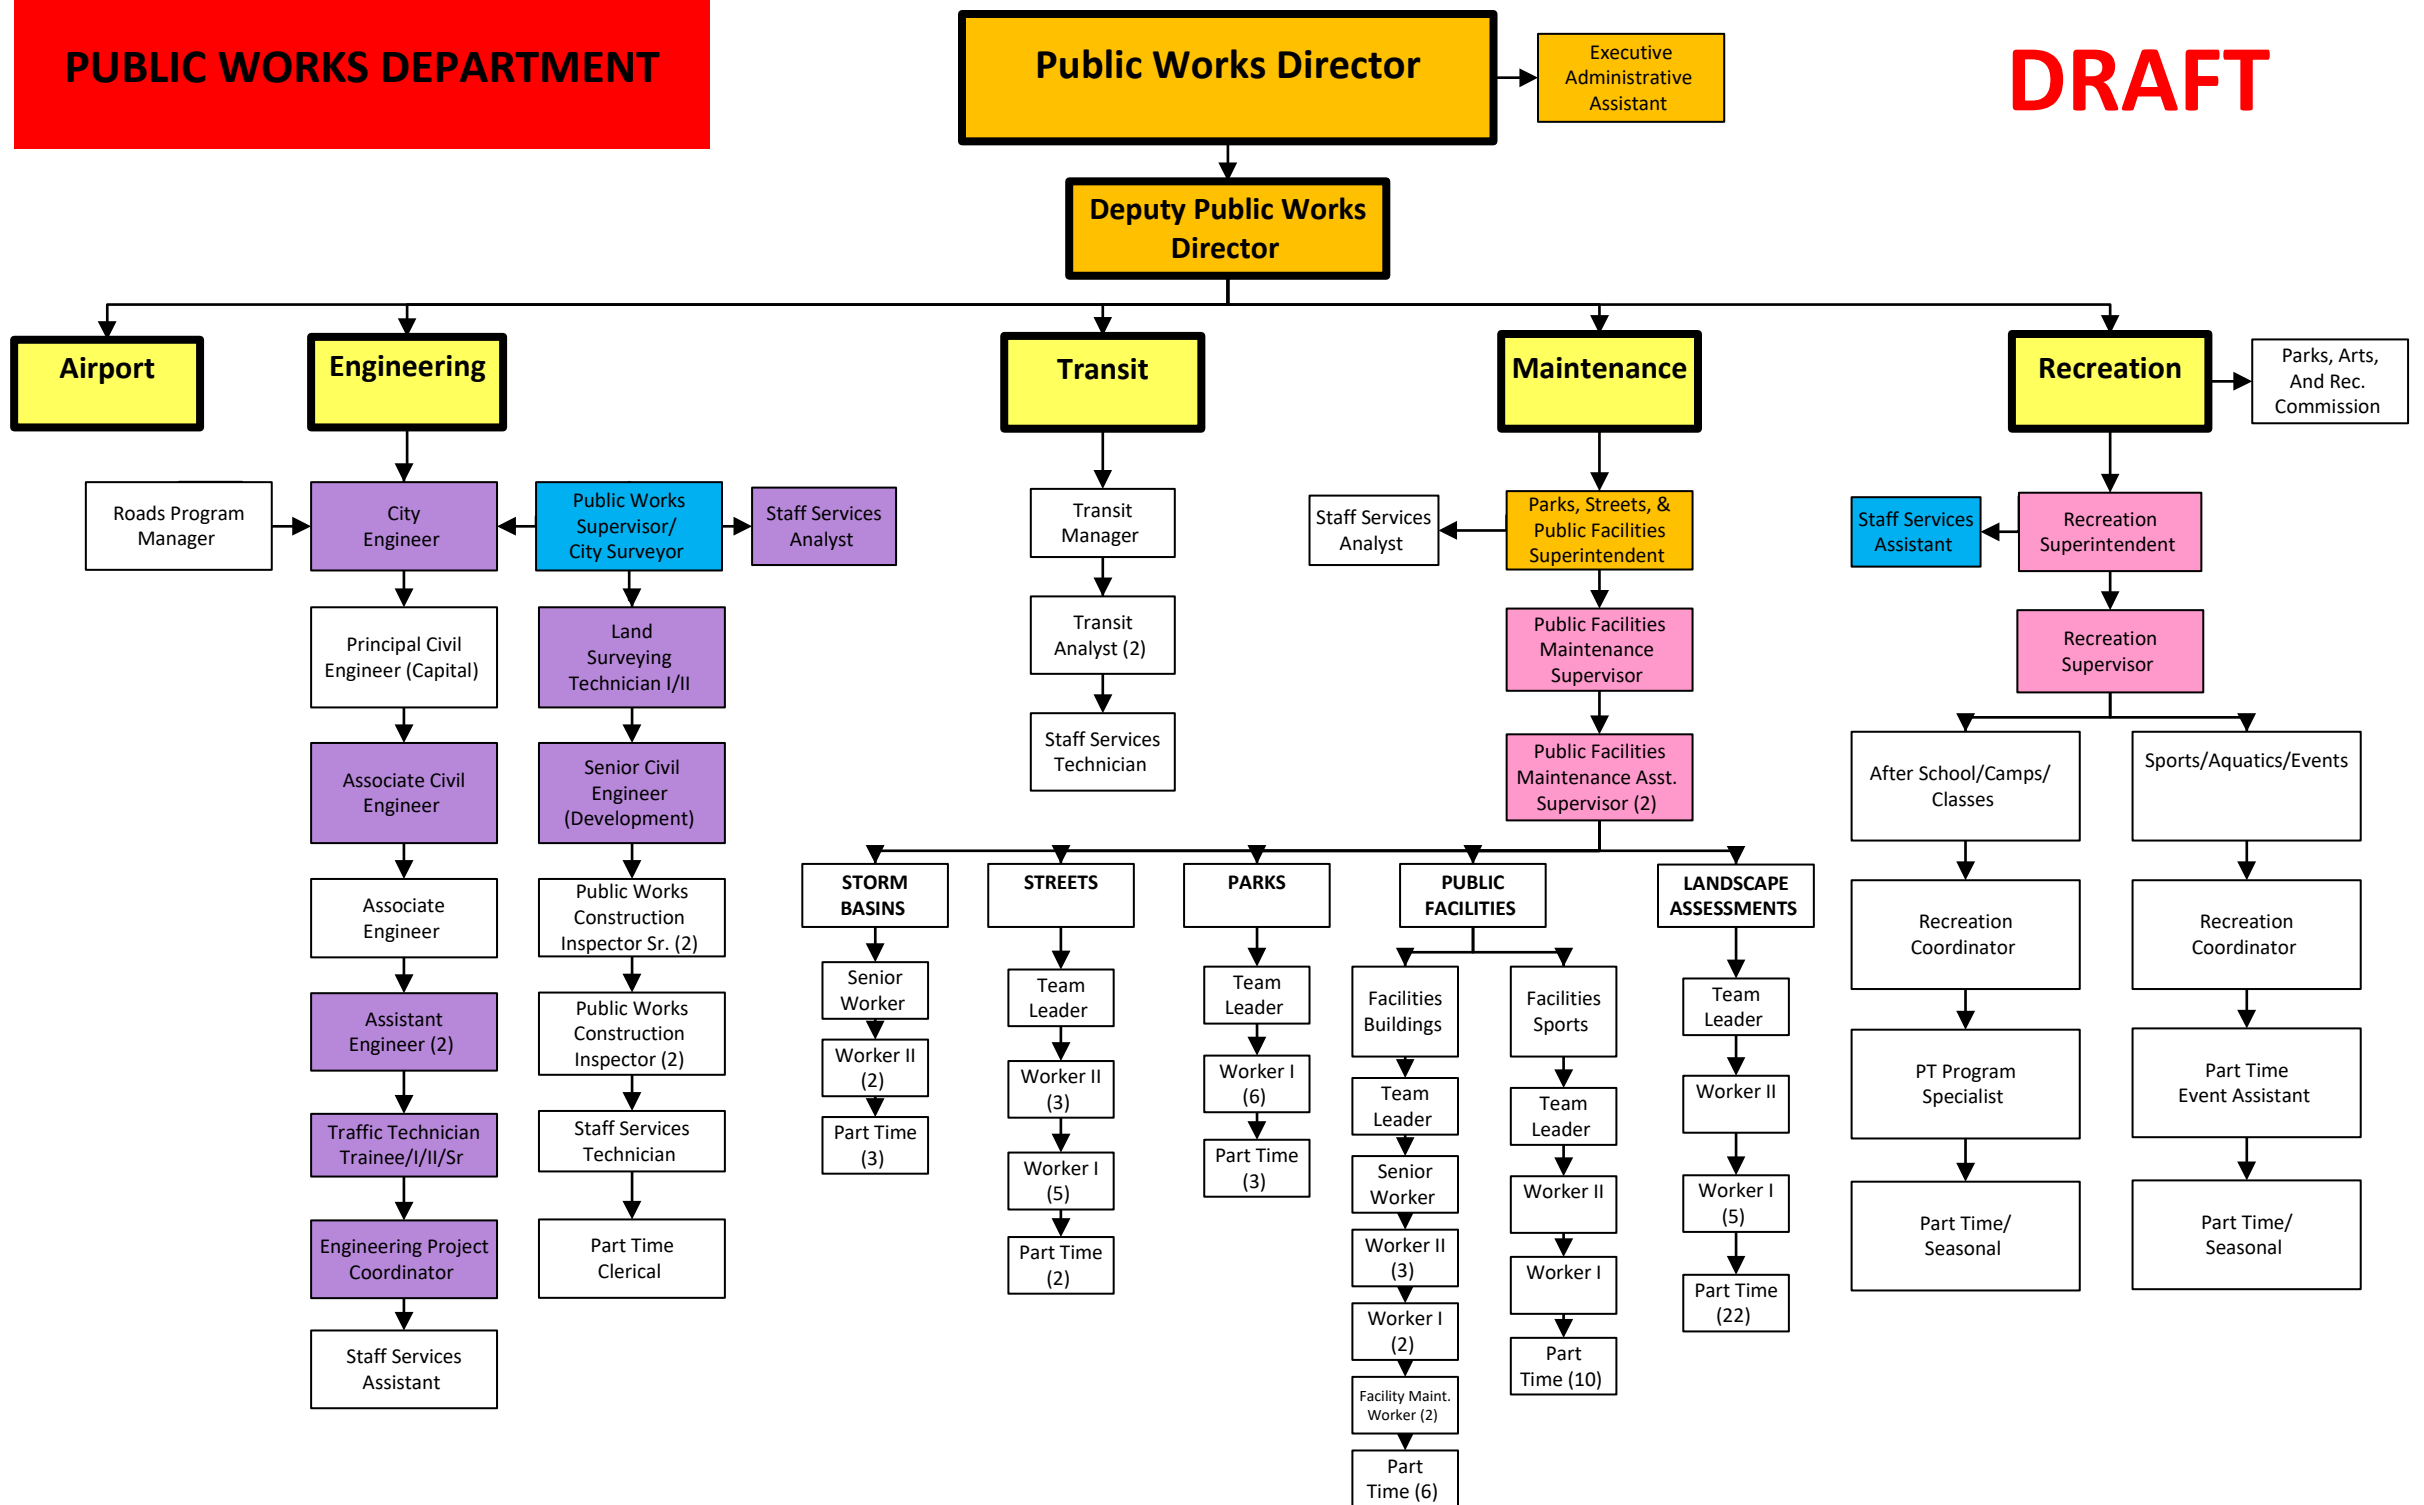 PUBLIC WORKS DEPARTMENT
Public Works Director
Executive
Administrative
Assistant
DRAFT
Deputy Public Works
Director
Airport
Engineering
Transit
Maintenance
Recreation
Parks, Arts,
And Rec.
Commission
Roads Program
Manager
City
Engineer
Public Works
Supervisor/
City Surveyor
Staff Services
Analyst
Principal Civil
Engineer (Capital)
Land
Surveying
Technician I/II
Associate Civil
Engineer
Senior Civil
Engineer
(Development)
Associate
Engineer
Public Works
Construction
Inspector Sr. (2)
Assistant
Engineer (2)
Public Works
Construction
Inspector (2)
Traffic Technician
Trainee/I/II/Sr
Staff Services
Technician
Engineering Project
Coordinator
Part Time
Clerical
Staff Services
Assistant
Transit
Manager
Transit
Analyst (2)
Staff Services
Technician
Staff Services
Analyst
Parks, Streets, &
Public Facilities
Superintendent
Public Facilities
Maintenance
Supervisor
Public Facilities
Maintenance Asst.
Supervisor (2)
STORM
BASINS
Senior
Worker
Worker II
(2)
Part Time
(3)
STREETS
Team
Leader
Worker II
(3)
Worker I
(5)
Part Time
(2)
PARKS
Team
Leader
Worker I
(6)
Part Time
(3)
PUBLIC
FACILITIES
Facilities
Buildings
Team
Leader
Senior
Worker
Worker II
(3)
Worker I
(2)
Facility Maint.
Worker (2)
Part
Time (6)
Facilities
Sports
Team
Leader
Worker II
Worker I
Part
Time (10)
LANDSCAPE
ASSESSMENTS
Team
Leader
Worker II
Worker I
(5)
Part Time
(22)
Staff Services
Assistant
Recreation
Superintendent
Recreation
Supervisor
After School/Camps/
Classes
Recreation
Coordinator
PT Program
Specialist
Part Time/
Seasonal
Sports/Aquatics/Events
Recreation
Coordinator
Part Time
Event Assistant
Part Time/
Seasonal